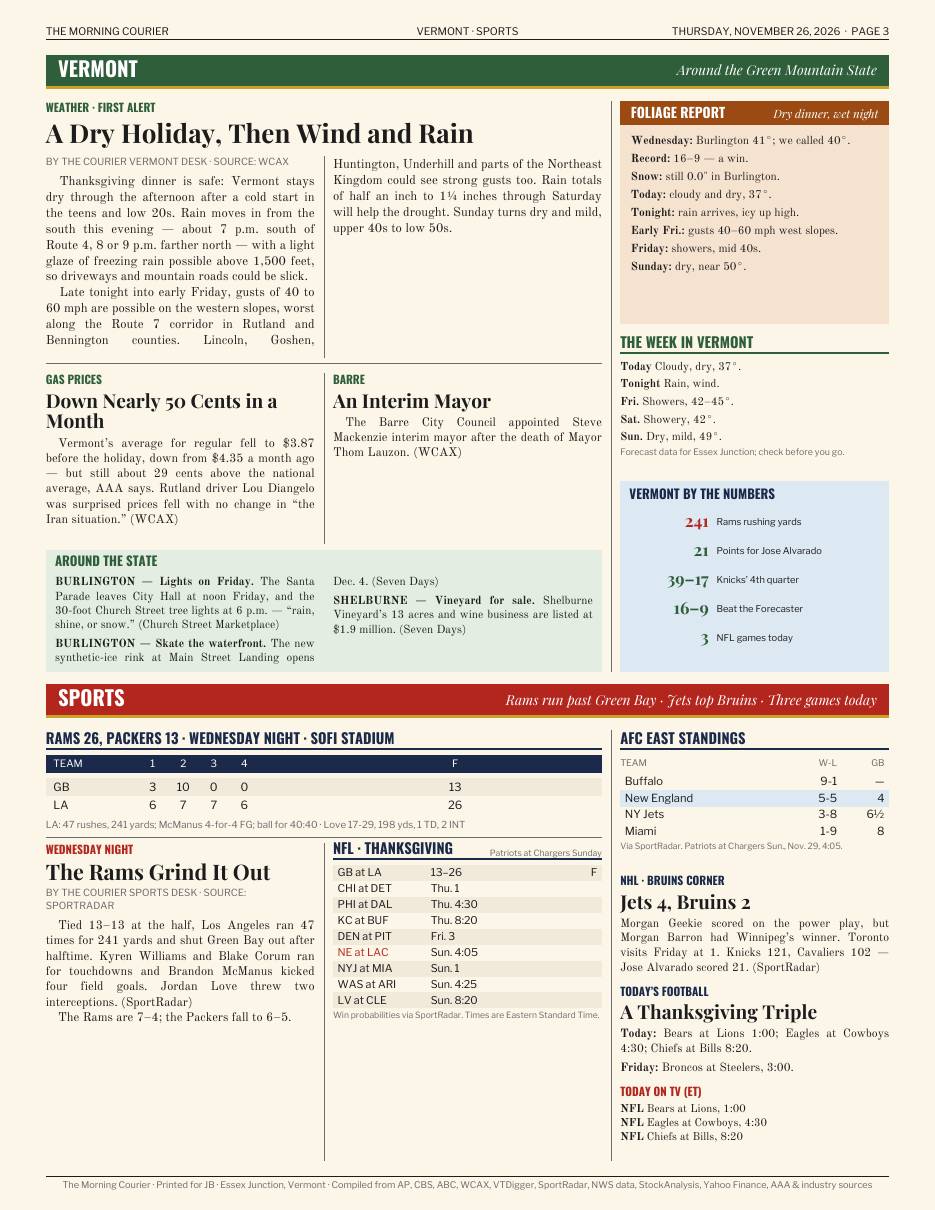 THE MORNING COURIER
VERMONT · SPORTS
THURSDAY, NOVEMBER 26, 2026 · PAGE 3
VERMONT
Around the Green Mountain State
WEATHER · FIRST ALERT
A Dry Holiday, Then Wind and Rain
BY THE COURIER VERMONT DESK · SOURCE: WCAX
Thanksgiving dinner is safe: Vermont stays
dry through the afternoon after a cold start in
the teens and low 20s. Rain moves in from the
south this evening — about 7 p.m. south of
Route 4, 8 or 9 p.m. farther north — with a light
glaze of freezing rain possible above 1,500 feet,
so driveways and mountain roads could be slick.
Late tonight into early Friday, gusts of 40 to
60 mph are possible on the western slopes, worst
along the Route 7 corridor in Rutland and
Bennington counties. Lincoln, Goshen,
Huntington, Underhill and parts of the Northeast
Kingdom could see strong gusts too. Rain totals
of half an inch to 1¼ inches through Saturday
will help the drought. Sunday turns dry and mild,
upper 40s to low 50s.
GAS PRICES
Down Nearly 50 Cents in a
Month
Vermont's average for regular fell to $3.87
before the holiday, down from $4.35 a month ago
— but still about 29 cents above the national
average, AAA says. Rutland driver Lou Diangelo
was surprised prices fell with no change in “the
Iran situation.” (WCAX)
BARRE
An Interim Mayor
The Barre City Council appointed Steve
Mackenzie interim mayor after the death of Mayor
Thom Lauzon. (WCAX)
AROUND THE STATE
BURLINGTON — Lights on Friday. The Santa
Parade leaves City Hall at noon Friday, and the
30-foot Church Street tree lights at 6 p.m. — “rain,
shine, or snow.” (Church Street Marketplace)
BURLINGTON — Skate the waterfront. The new
synthetic-ice rink at Main Street Landing opens
Dec. 4. (Seven Days)
SHELBURNE — Vineyard for sale. Shelburne
Vineyard's 13 acres and wine business are listed at
$1.9 million. (Seven Days)
FOLIAGE REPORT
Dry dinner, wet night
Wednesday: Burlington 41°; we called 40°.
Record: 16–9 — a win.
Snow: still 0.0" in Burlington.
Today: cloudy and dry, 37°.
Tonight: rain arrives, icy up high.
Early Fri.: gusts 40–60 mph west slopes.
Friday: showers, mid 40s.
Sunday: dry, near 50°.
THE WEEK IN VERMONT
Today Cloudy, dry, 37°.
Tonight Rain, wind.
Fri. Showers, 42–45°.
Sat. Showery, 42°.
Sun. Dry, mild, 49°.
Forecast data for Essex Junction; check before you go.
VERMONT BY THE NUMBERS
241 Rams rushing yards
21 Points for Jose Alvarado
39–17 Knicks' 4th quarter
16–9 Beat the Forecaster
3 NFL games today
SPORTS
Rams run past Green Bay · Jets top Bruins · Three games today
RAMS 26, PACKERS 13 · WEDNESDAY NIGHT · SOFI STADIUM
TEAM 1 2 3 4 F
GB 3 10 0 0 13
LA 6 7 7 6 26
LA: 47 rushes, 241 yards; McManus 4-for-4 FG; ball for 40:40 · Love 17-29, 198 yds, 1 TD, 2 INT
WEDNESDAY NIGHT
The Rams Grind It Out
BY THE COURIER SPORTS DESK · SOURCE:
SPORTRADAR
Tied 13–13 at the half, Los Angeles ran 47
times for 241 yards and shut Green Bay out after
halftime. Kyren Williams and Blake Corum ran
for touchdowns and Brandon McManus kicked
four field goals. Jordan Love threw two
interceptions. (SportRadar)
The Rams are 7–4; the Packers fall to 6–5.
NFL · THANKSGIVING
Patriots at Chargers Sunday
GB at LA 13–26 F
CHI at DET Thu. 1
PHI at DAL Thu. 4:30
KC at BUF Thu. 8:20
DEN at PIT Fri. 3
NE at LAC Sun. 4:05
NYJ at MIA Sun. 1
WAS at ARI Sun. 4:25
LV at CLE Sun. 8:20
Win probabilities via SportRadar. Times are Eastern Standard Time.
AFC EAST STANDINGS
TEAM W-L GB
Buffalo 9-1 —
New England 5-5 4
NY Jets 3-8 6½
Miami 1-9 8
Via SportRadar. Patriots at Chargers Sun., Nov. 29, 4:05.
NHL · BRUINS CORNER
Jets 4, Bruins 2
Morgan Geekie scored on the power play, but
Morgan Barron had Winnipeg's winner. Toronto
visits Friday at 1. Knicks 121, Cavaliers 102 —
Jose Alvarado scored 21. (SportRadar)
TODAY'S FOOTBALL
A Thanksgiving Triple
Today: Bears at Lions 1:00; Eagles at Cowboys
4:30; Chiefs at Bills 8:20.
Friday: Broncos at Steelers, 3:00.
TODAY ON TV (ET)
NFL Bears at Lions, 1:00
NFL Eagles at Cowboys, 4:30
NFL Chiefs at Bills, 8:20
The Morning Courier · Printed for JB · Essex Junction, Vermont · Compiled from AP, CBS, ABC, WCAX, VTDigger, SportRadar, NWS data, StockAnalysis, Yahoo Finance, AAA & industry sources